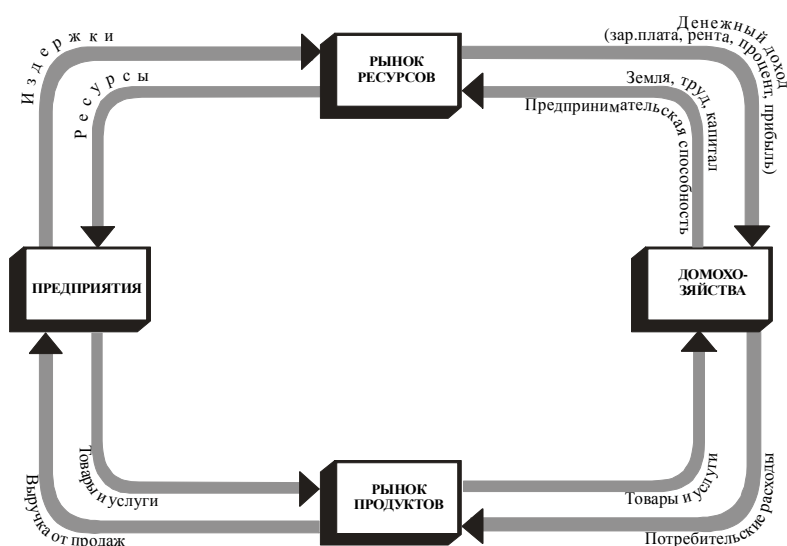 Издержки
Ресурсы
РЫНОК
РЕСУРСОВ
Денежный доход
(зар.плата, рента, процент, прибыль)
Земля, труд, капитал
Предпринимательская способность
ПРЕДПРИЯТИЯ
ДОМОХО-
ЗЯЙСТВА
Товары и услуги
Выручка от продаж
РЫНОК
ПРОДУКТОВ
Товары и услуги
Потребительские расходы